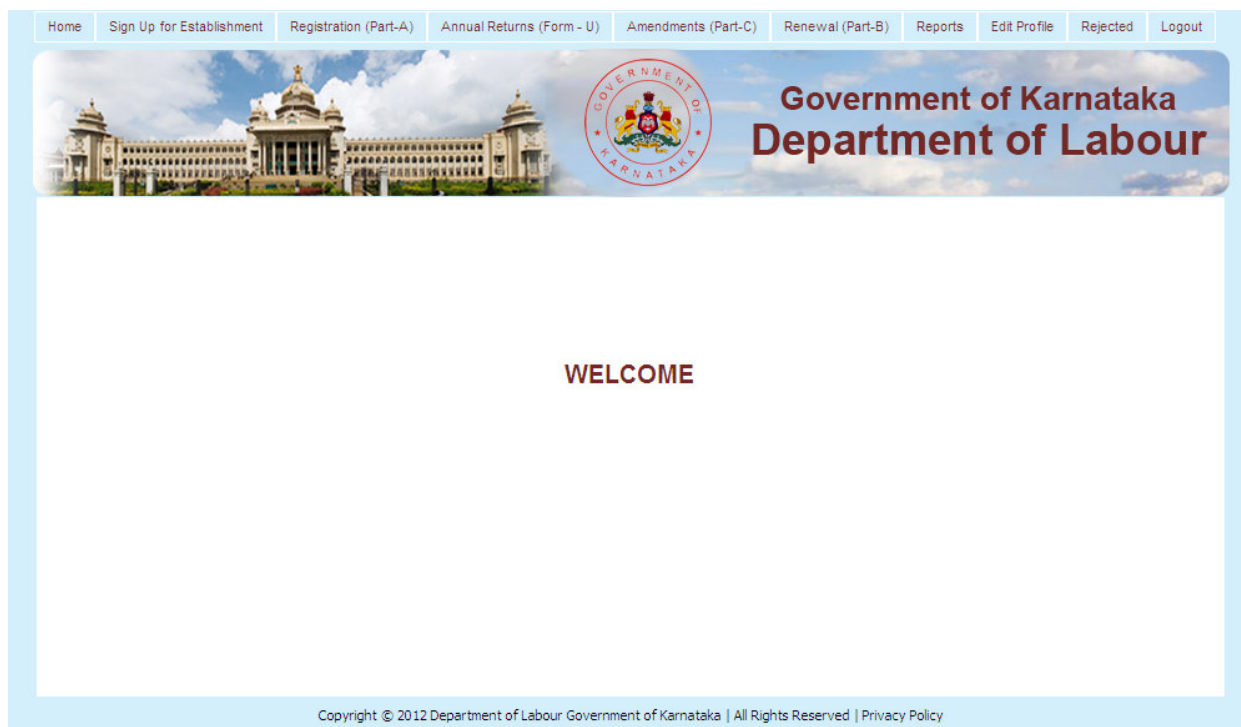 Home Sign Up for Establishment Registration (Part-A) Annual Returns (Form - U) Amendments (Part-C) Renewal (Part-B) Reports Edit Profile Rejected Logout
GOVERNMENT OF KARNATAKA
Government of Karnataka
Department of Labour
WELCOME
Copyright © 2012 Department of Labour Government of Karnataka | All Rights Reserved | Privacy Policy